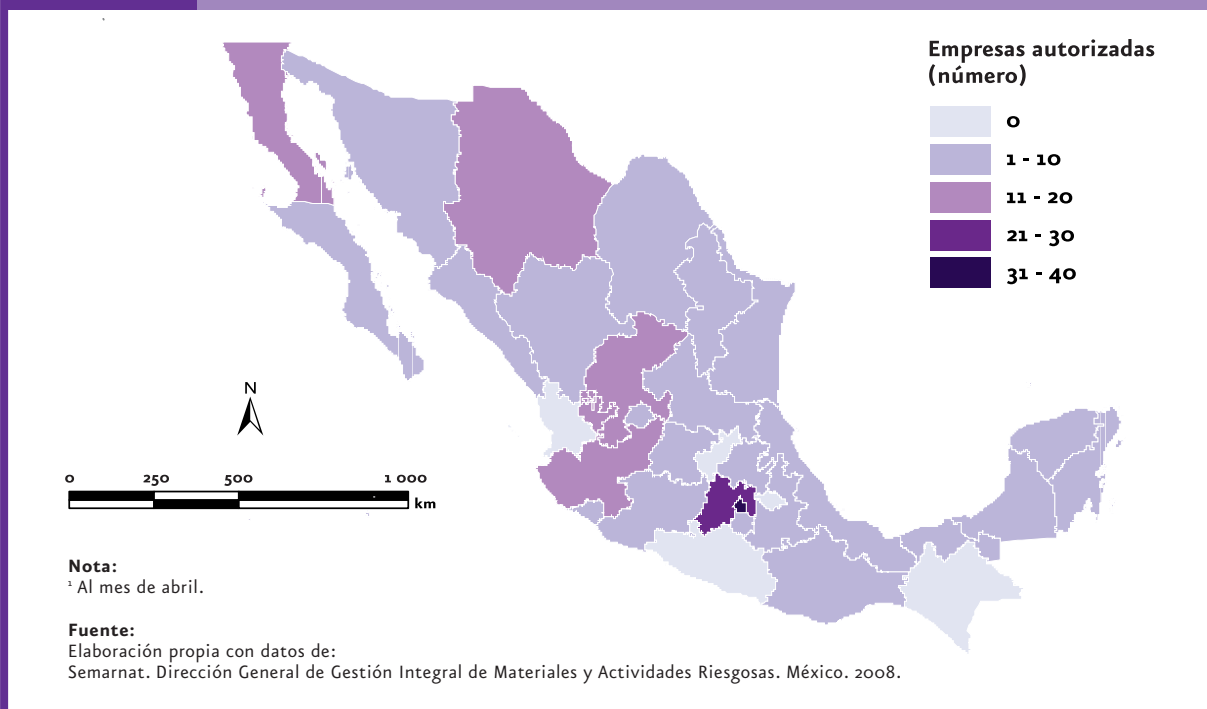 Empresas autorizadas
(número)
0
1 - 10
11 - 20
21 - 30
31 - 40
N
0 250 500 1 000
km
Nota:
¹ Al mes de abril.
Fuente:
Elaboración propia con datos de:
Semarnat. Dirección General de Gestión Integral de Materiales y Actividades Riesgosas. México. 2008.